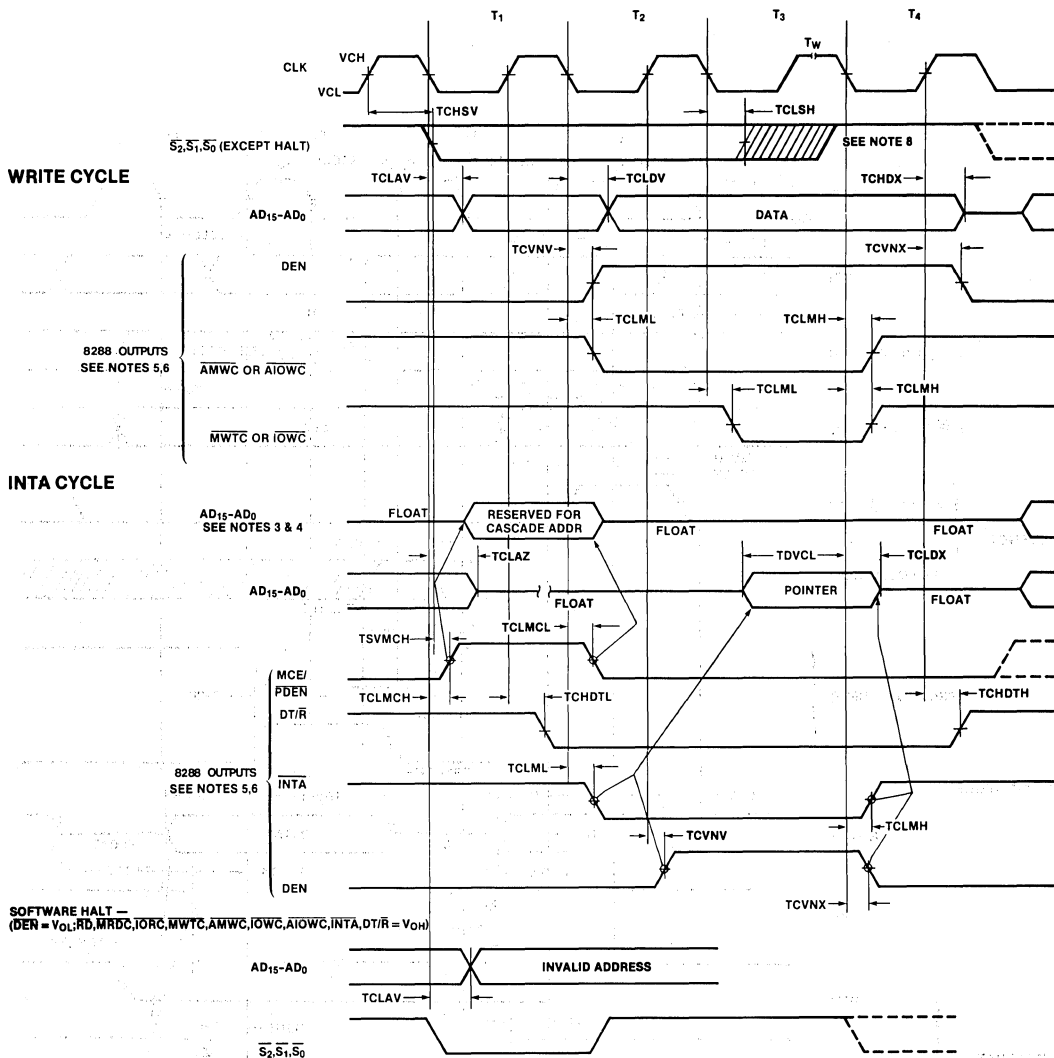 T1 T2 T3 T4
TW
VCH
CLK
VCL
TCHSV
TCLSH
S2,S1,S0 (EXCEPT HALT)
SEE NOTE 8
WRITE CYCLE
TCLAV
TCLDV
TCHDX
AD15-AD0
DATA
TCVNV
TCVNX
DEN
TCLML
TCLMH
8288 OUTPUTS
SEE NOTES 5,6
AMWC OR AIOWC
TCLML
TCLMH
MWTC OR IOWC
INTA CYCLE
AD15-AD0
SEE NOTES 3 & 4
FLOAT
RESERVED FOR
CASCADE ADDR
FLOAT
FLOAT
TCLAZ
TDVCL
TCLDX
AD15-AD0
FLOAT
POINTER
FLOAT
TSVMCH
TCLMCL
MCE/
PDEN
TCLMCH
TCHDTL
TCHDTH
DT/R
TCLML
8288 OUTPUTS
SEE NOTES 5,6
INTA
TCLMH
TCVNV
DEN
TCVNX
SOFTWARE HALT —
(DEN = VOL;RD,MRDC,IORC,MWTC,AMWC,IOWC,AIOWC,INTA,DT/R = VOH)
AD15-AD0
INVALID ADDRESS
TCLAV
S2,S1,S0